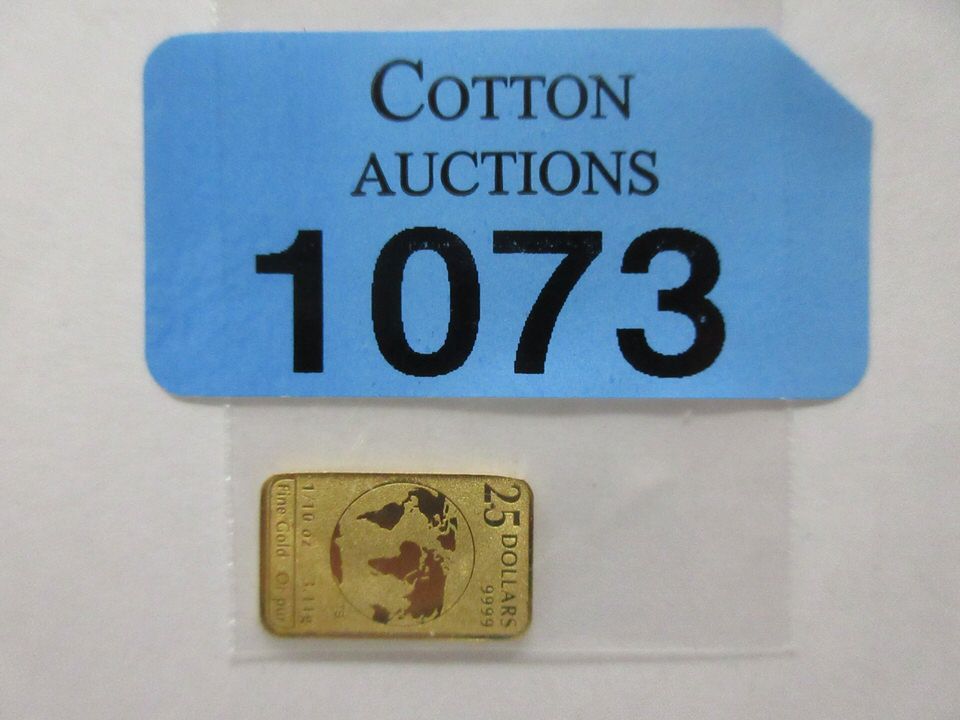 COTTON
AUCTIONS
1073
25 DOLLARS
9999
1/10 oz 3.11g
Fine Gold Or pur